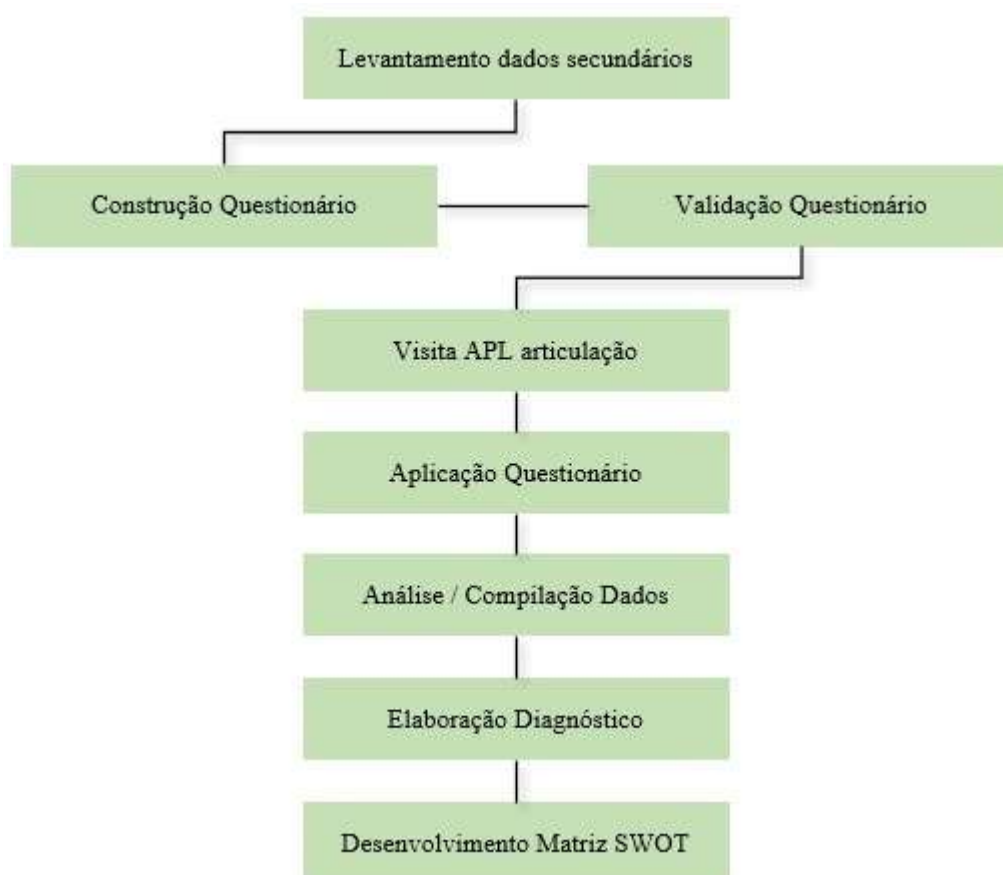 Levantamento dados secundários
Construção Questionário
Validação Questionário
Visita APL articulação
Aplicação Questionário
Análise / Compilação Dados
Elaboração Diagnóstico
Desenvolvimento Matriz SWOT